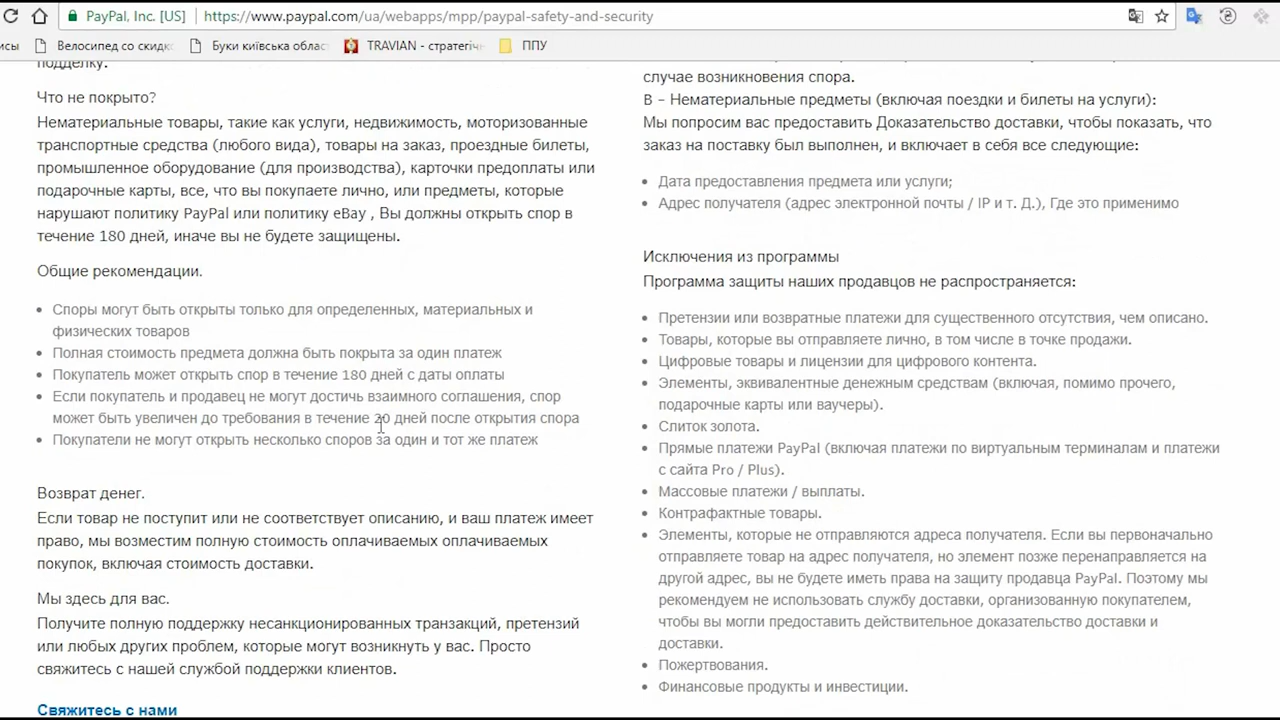 PayPal, Inc. [US]
https://www.paypal.com/ua/webapps/mpp/paypal-safety-and-security
Велосипед со скидк
Буки київська облас
TRAVIAN - стратегічн
ППУ
подделку.
Что не покрыто?
Нематериальные товары, такие как услуги, недвижимость, моторизованные
транспортные средства (любого вида), товары на заказ, проездные билеты,
промышленное оборудование (для производства), карточки предоплаты или
подарочные карты, все, что вы покупаете лично, или предметы, которые
нарушают политику PayPal или политику eBay , Вы должны открыть спор в
течение 180 дней, иначе вы не будете защищены.
Общие рекомендации.
Споры могут быть открыты только для определенных, материальных и
физических товаров
Полная стоимость предмета должна быть покрыта за один платеж
Покупатель может открыть спор в течение 180 дней с даты оплаты
Если покупатель и продавец не могут достичь взаимного соглашения, спор
может быть увеличен до требования в течение 20 дней после открытия спора
Покупатели не могут открыть несколько споров за один и тот же платеж
Возврат денег.
Если товар не поступит или не соответствует описанию, и ваш платеж имеет
право, мы возместим полную стоимость оплачиваемых оплачиваемых
покупок, включая стоимость доставки.
Мы здесь для вас.
Получите полную поддержку несанкционированных транзакций, претензий
или любых других проблем, которые могут возникнуть у вас. Просто
свяжитесь с нашей службой поддержки клиентов.
Свяжитесь с нами
случае возникновения спора.
B – Нематериальные предметы (включая поездки и билеты на услуги):
Мы попросим вас предоставить Доказательство доставки, чтобы показать, что
заказ на поставку был выполнен, и включает в себя все следующие:
Дата предоставления предмета или услуги;
Адрес получателя (адрес электронной почты / IP и т. Д.), Где это применимо
Исключения из программы
Программа защиты наших продавцов не распространяется:
Претензии или возвратные платежи для существенного отсутствия, чем описано.
Товары, которые вы отправляете лично, в том числе в точке продажи.
Цифровые товары и лицензии для цифрового контента.
Элементы, эквивалентные денежным средствам (включая, помимо прочего,
подарочные карты или ваучеры).
Слиток золота.
Прямые платежи PayPal (включая платежи по виртуальным терминалам и платежи
с сайта Pro / Plus).
Массовые платежи / выплаты.
Контрафактные товары.
Элементы, которые не отправляются адреса получателя. Если вы первоначально
отправляете товар на адрес получателя, но элемент позже перенаправляется на
другой адрес, вы не будете иметь права на защиту продавца PayPal. Поэтому мы
рекомендуем не использовать службу доставки, организованную покупателем,
чтобы вы могли предоставить действительное доказательство доставки и
доставки.
Пожертвования.
Финансовые продукты и инвестиции.